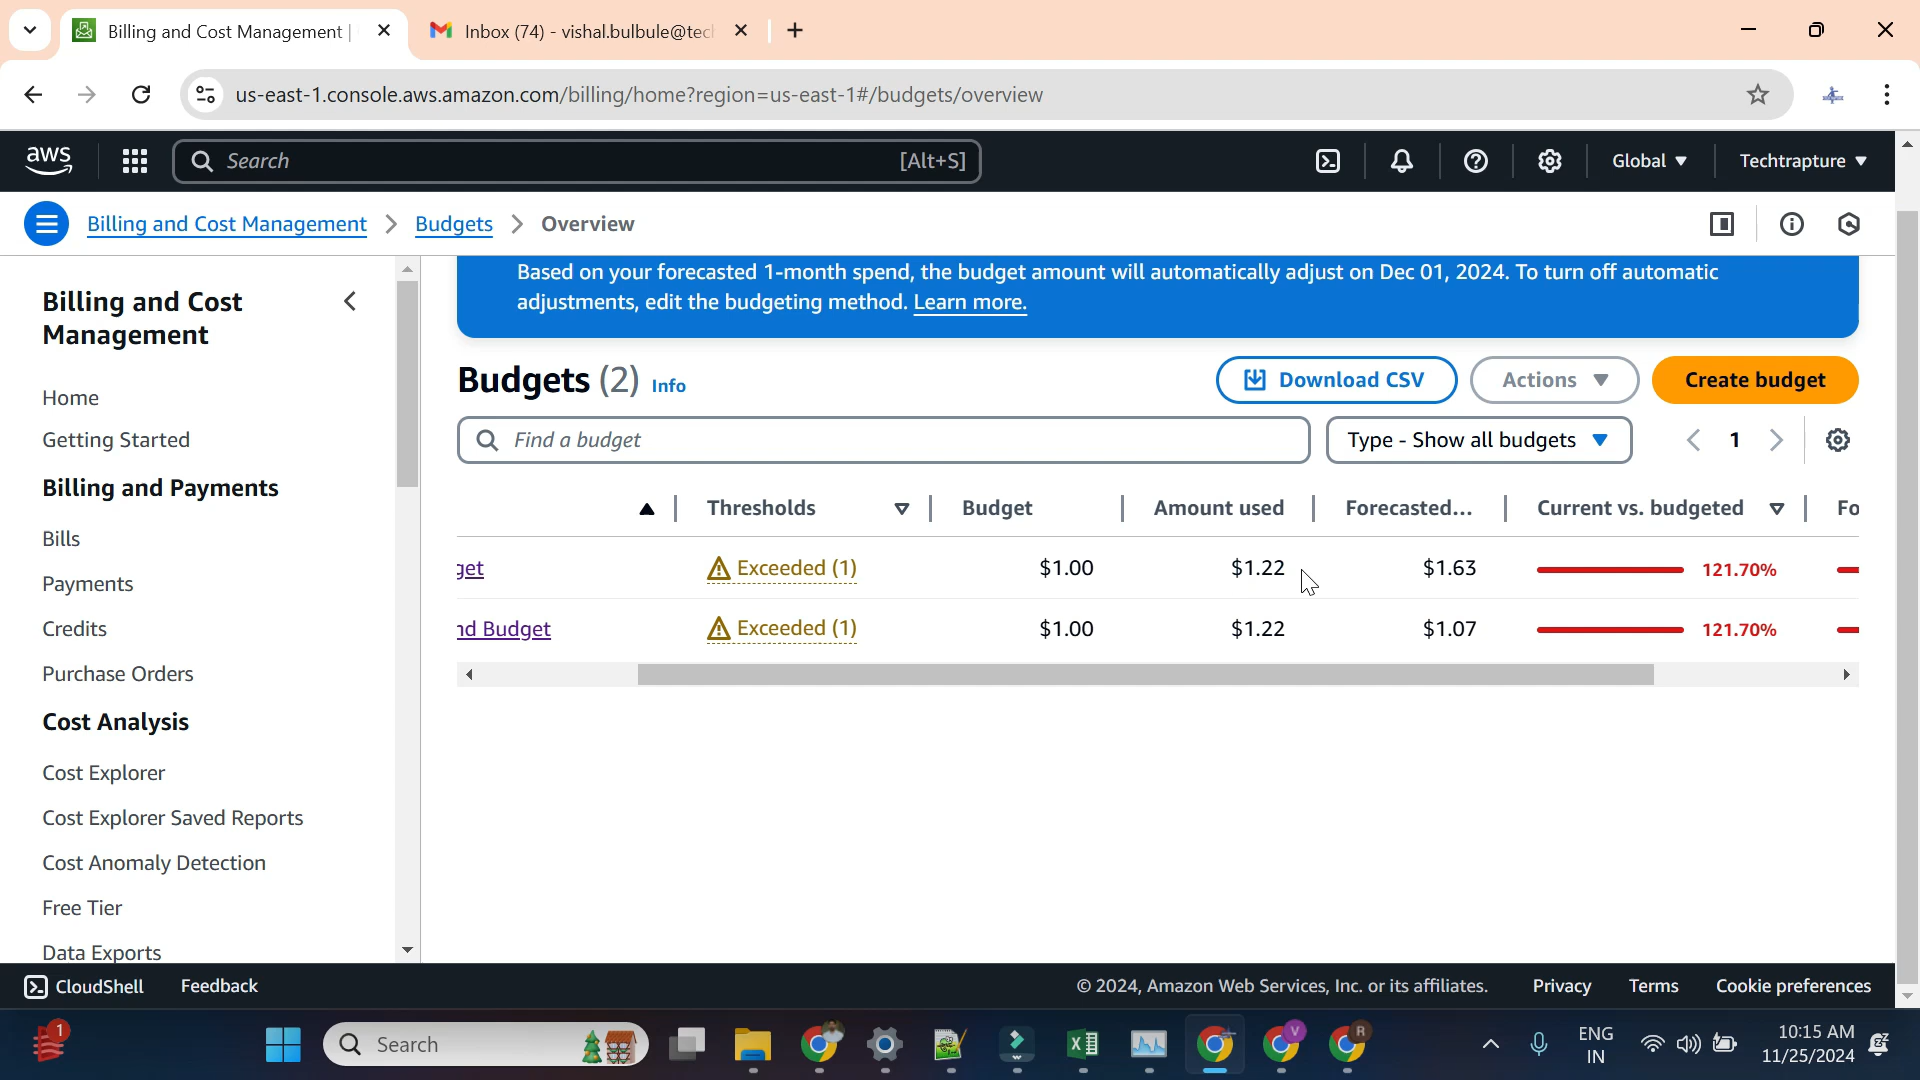 Billing and Cost Management |
Inbox (74) - vishal.bulbule@tec
us-east-1.console.aws.amazon.com/billing/home?region=us-east-1#/budgets/overview
aws
Search
[Alt+S]
Global
Techtrapture
Billing and Cost Management
Budgets
Overview
Billing and Cost
Management
Home
Getting Started
Billing and Payments
Bills
Payments
Credits
Purchase Orders
Cost Analysis
Cost Explorer
Cost Explorer Saved Reports
Cost Anomaly Detection
Free Tier
Data Exports
Based on your forecasted 1-month spend, the budget amount will automatically adjust on Dec 01, 2024. To turn off automatic
adjustments, edit the budgeting method. Learn more.
Budgets (2) Info
Download CSV
Actions
Create budget
Find a budget
Type - Show all budgets
1
Thresholds Budget Amount used Forecasted... Current vs. budgeted Fo
get Exceeded (1) $1.00 $1.22 $1.63 121.70%
nd Budget Exceeded (1) $1.00 $1.22 $1.07 121.70%
CloudShell Feedback © 2024, Amazon Web Services, Inc. or its affiliates. Privacy Terms Cookie preferences
1
Search
V
R
ENG
IN
10:15 AM
11/25/2024